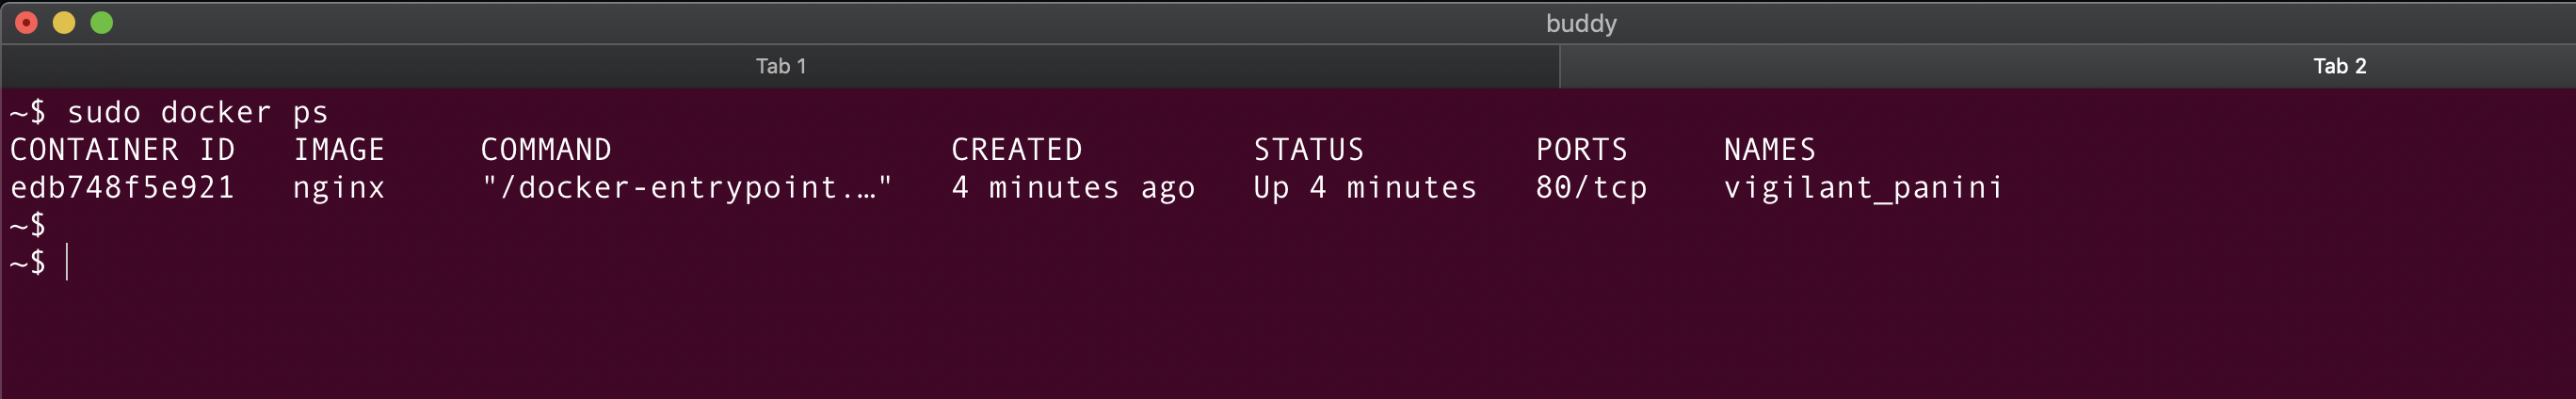 buddy
Tab 1 Tab 2
~$ sudo docker ps
CONTAINER ID   IMAGE     COMMAND                  CREATED         STATUS         PORTS     NAMES
edb748f5e921   nginx     "/docker-entrypoint.…"   4 minutes ago   Up 4 minutes   80/tcp    vigilant_panini
~$
~$